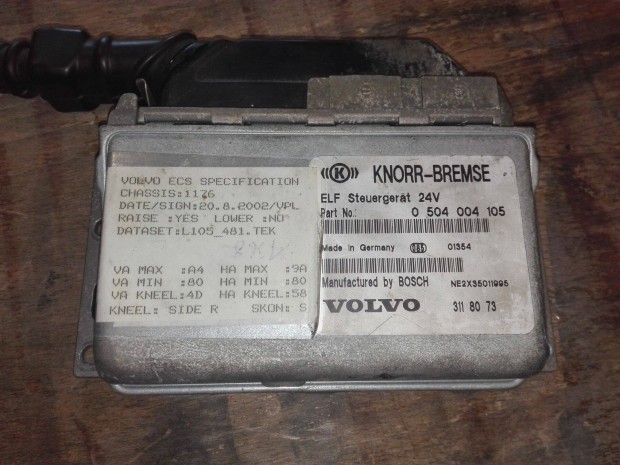 VOLVO ECS SPECIFICATION
CHASSIS:1176
DATE/SIGN:20.8.2002/VPL
RAISE :YES LOWER :NO
DATASET:L105_481.TEK
VA MAX :A4 HA MAX :9A
VA MIN :80 HA MIN :80
VA KNEEL:4D HA KNEEL:58
KNEEL: SIDE R SKON: S
KNORR-BREMSE
ELF Steuergerät 24V
Part No.: 0 504 004 105
Made in Germany 01354
Manufactured by BOSCH NE2X35011995
VOLVO 311 80 73